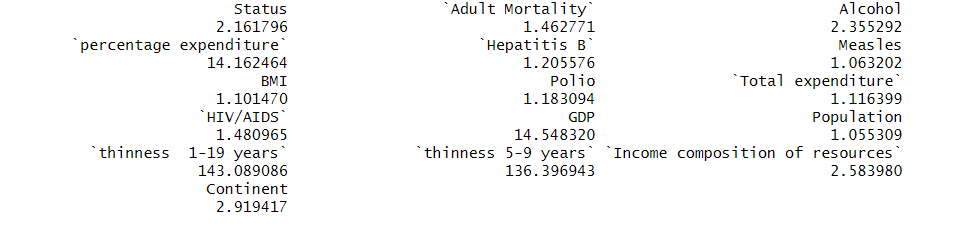 Status `Adult Mortality` Alcohol
2.161796 1.462771 2.355292
`percentage expenditure` `Hepatitis B` Measles
14.162464 1.205576 1.063202
BMI Polio `Total expenditure`
1.101470 1.183094 1.116399
`HIV/AIDS` GDP Population
1.480965 14.548320 1.055309
`thinness  1-19 years` `thinness 5-9 years` `Income composition of resources`
143.089086 136.396943 2.583980
Continent
2.919417